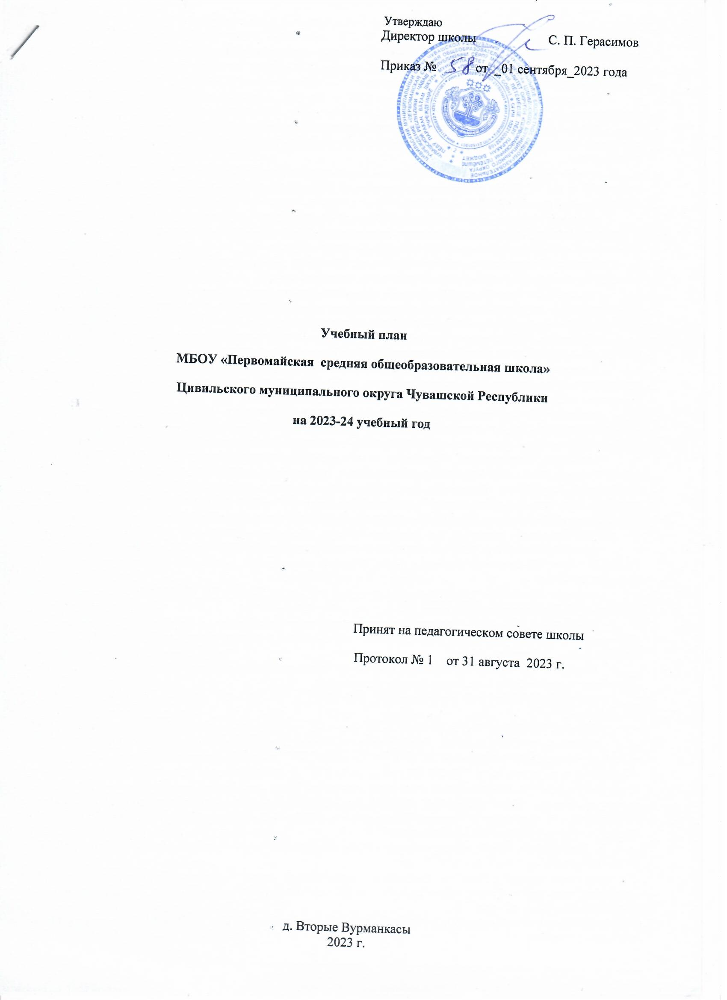 Утверждаю
Директор школы С. П. Герасимов
Приказ № 58 от _01 сентября_2023 года
Учебный план
МБОУ «Первомайская средняя общеобразовательная школа»
Цивильского муниципального округа Чувашской Республики
на 2023-24 учебный год
Принят на педагогическом совете школы
Протокол № 1 от 31 августа 2023 г.
д. Вторые Вурманкасы
2023 г.